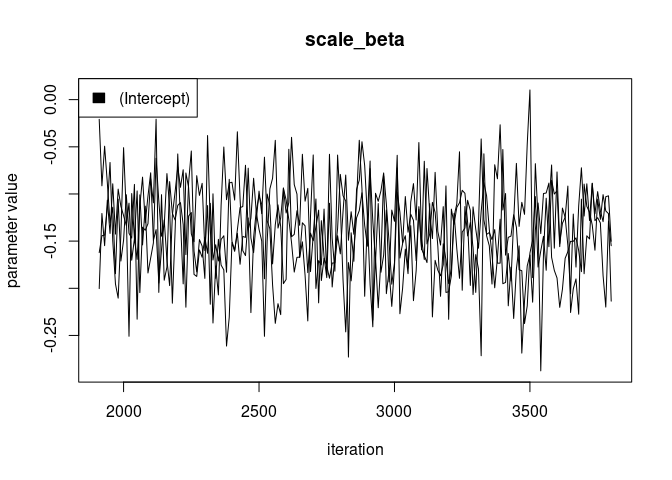 scale_beta
(Intercept)
0.00
-0.05
-0.15
-0.25
parameter value
2000
2500
3000
3500
iteration